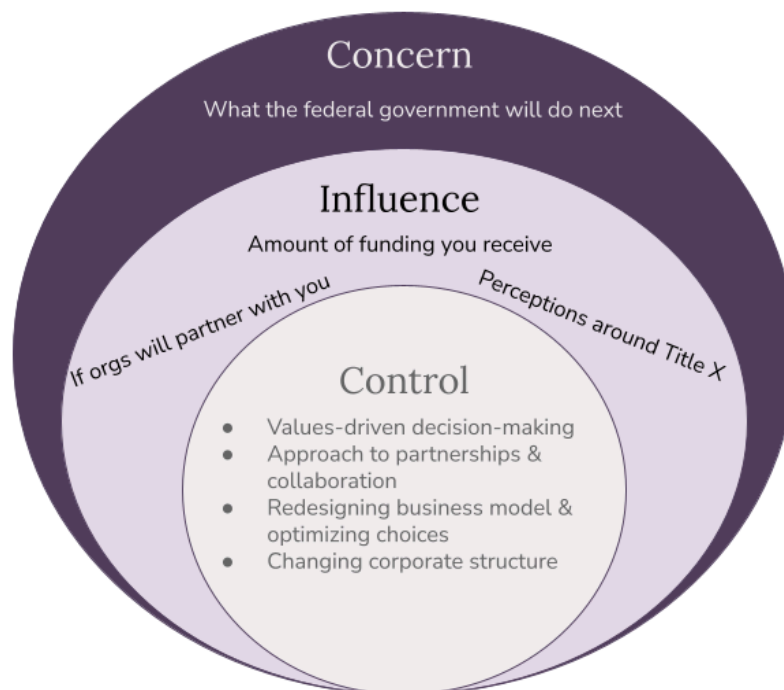 Concern
What the federal government will do next
Influence
Amount of funding you receive
If orgs will partner with you
Perceptions around Title X
Control
● Values-driven decision-making
● Approach to partnerships &
collaboration
● Redesigning business model &
optimizing choices
● Changing corporate structure